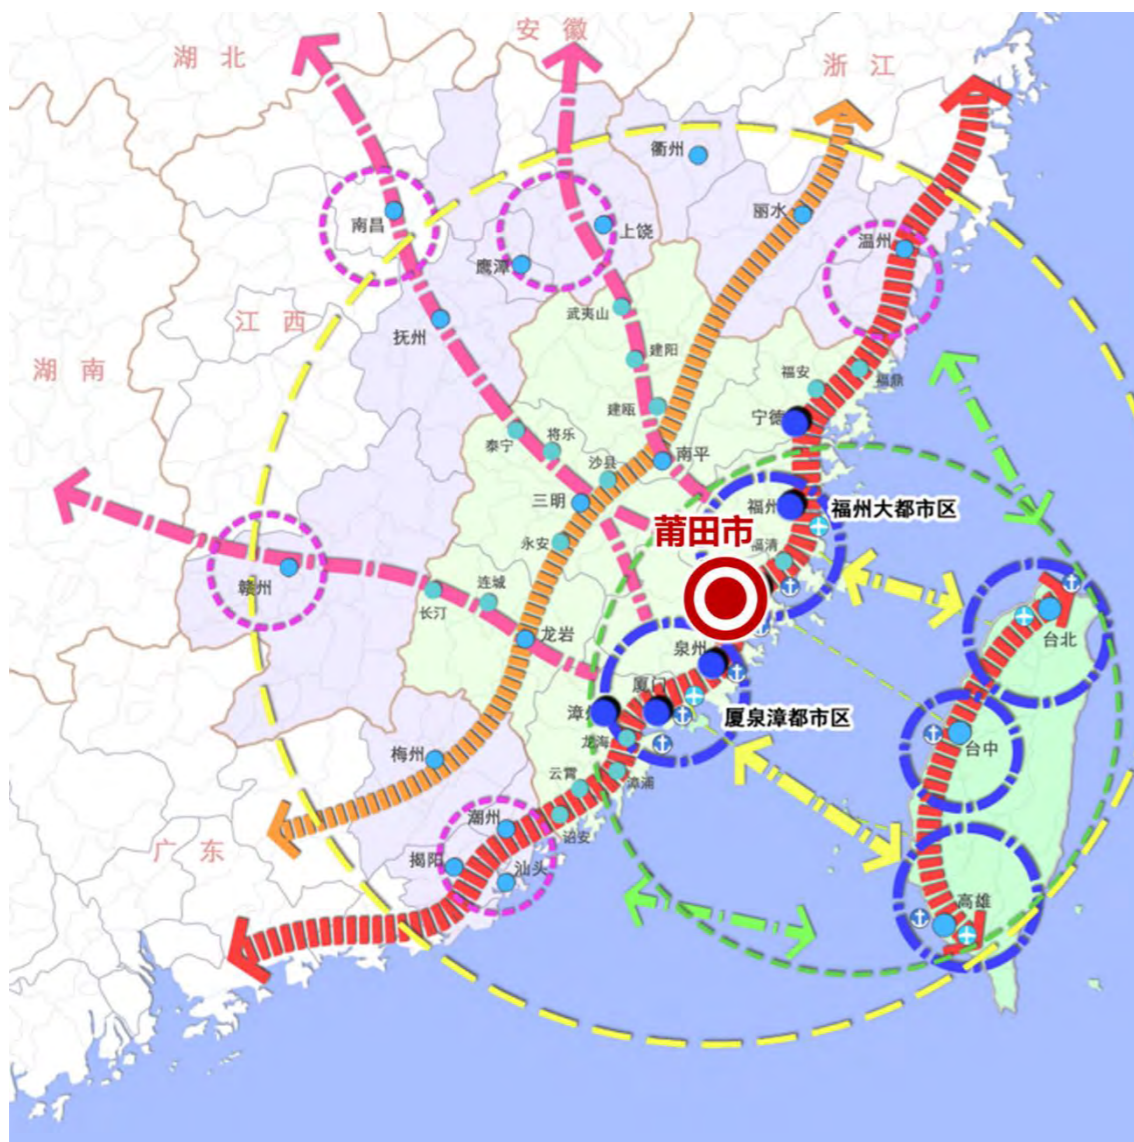 安 徽
湖 北
浙 江
衢州
丽水
南昌
上饶
温州
鹰潭
武夷山
江 西
抚州
建阳
湖 南
福安
福鼎
建瓯
宁德
泰宁
将乐
沙县
南平
三明
福州
福州大都市区
莆田市
永安
福清
连城
赣州
长汀
龙岩
台北
泉州
厦门
漳州
厦泉漳都市区
龙海
台中
梅州
云霄
漳浦
潮州
诏安
广 东
揭阳
汕头
高雄